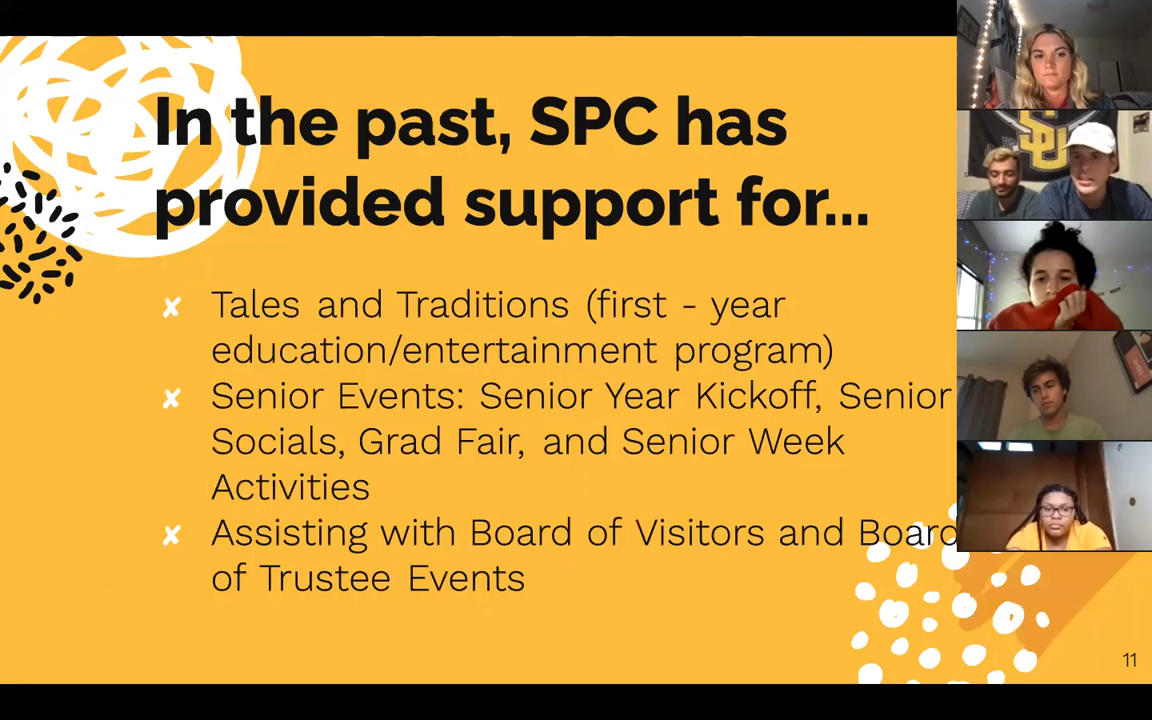 In the past, SPC has
provided support for...
✘ Tales and Traditions (first - year
education/entertainment program)
✘ Senior Events: Senior Year Kickoff, Senior
Socials, Grad Fair, and Senior Week
Activities
✘ Assisting with Board of Visitors and Board
of Trustee Events
11